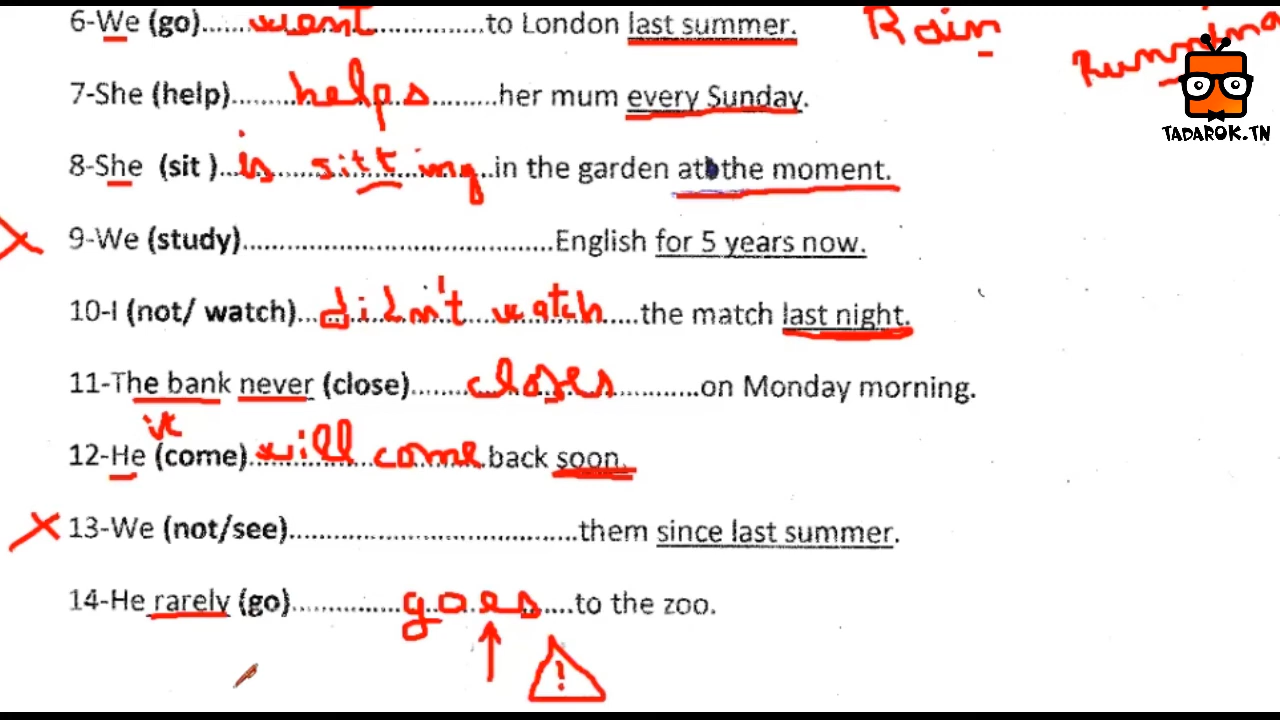 6-We (go)......went..................to London last summer. Rain
running
TADAROK.TN
7-She (help)........helps..........her mum every Sunday.
8-She (sit )...is sitting...in the garden at the moment.
9-We (study)..........................................English for 5 years now.
10-I (not/ watch)...didn't watch.....the match last night.
11-The bank never (close).......closes............on Monday morning.
it
12-He (come) will come back soon.
13-We (not/see).......................................them since last summer.
14-He rarely (go)..............goes.....to the zoo.
!